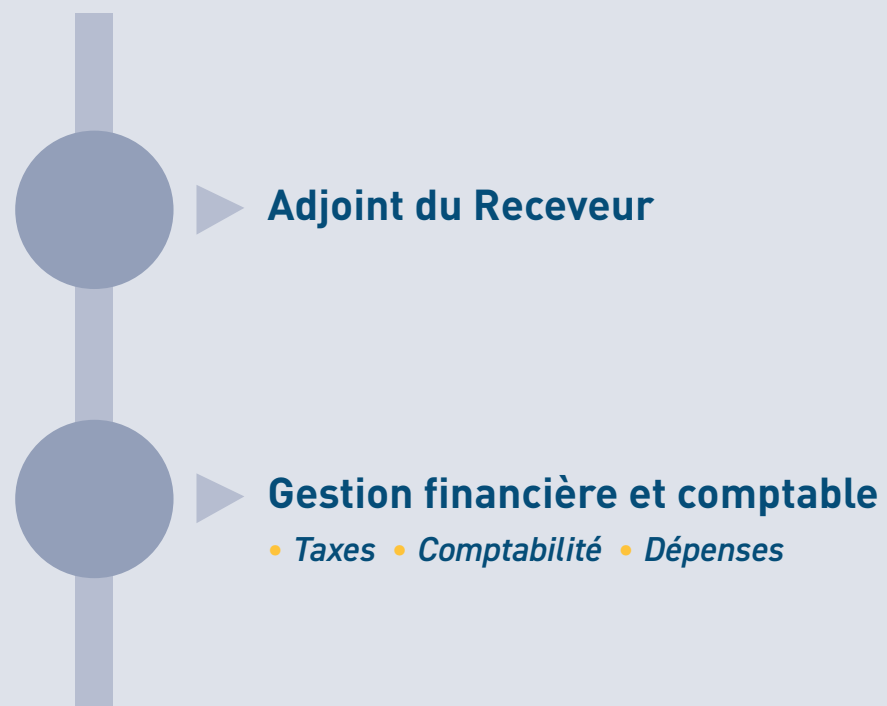 Adjoint du Receveur
Gestion financière et comptable
• Taxes • Comptabilité • Dépenses